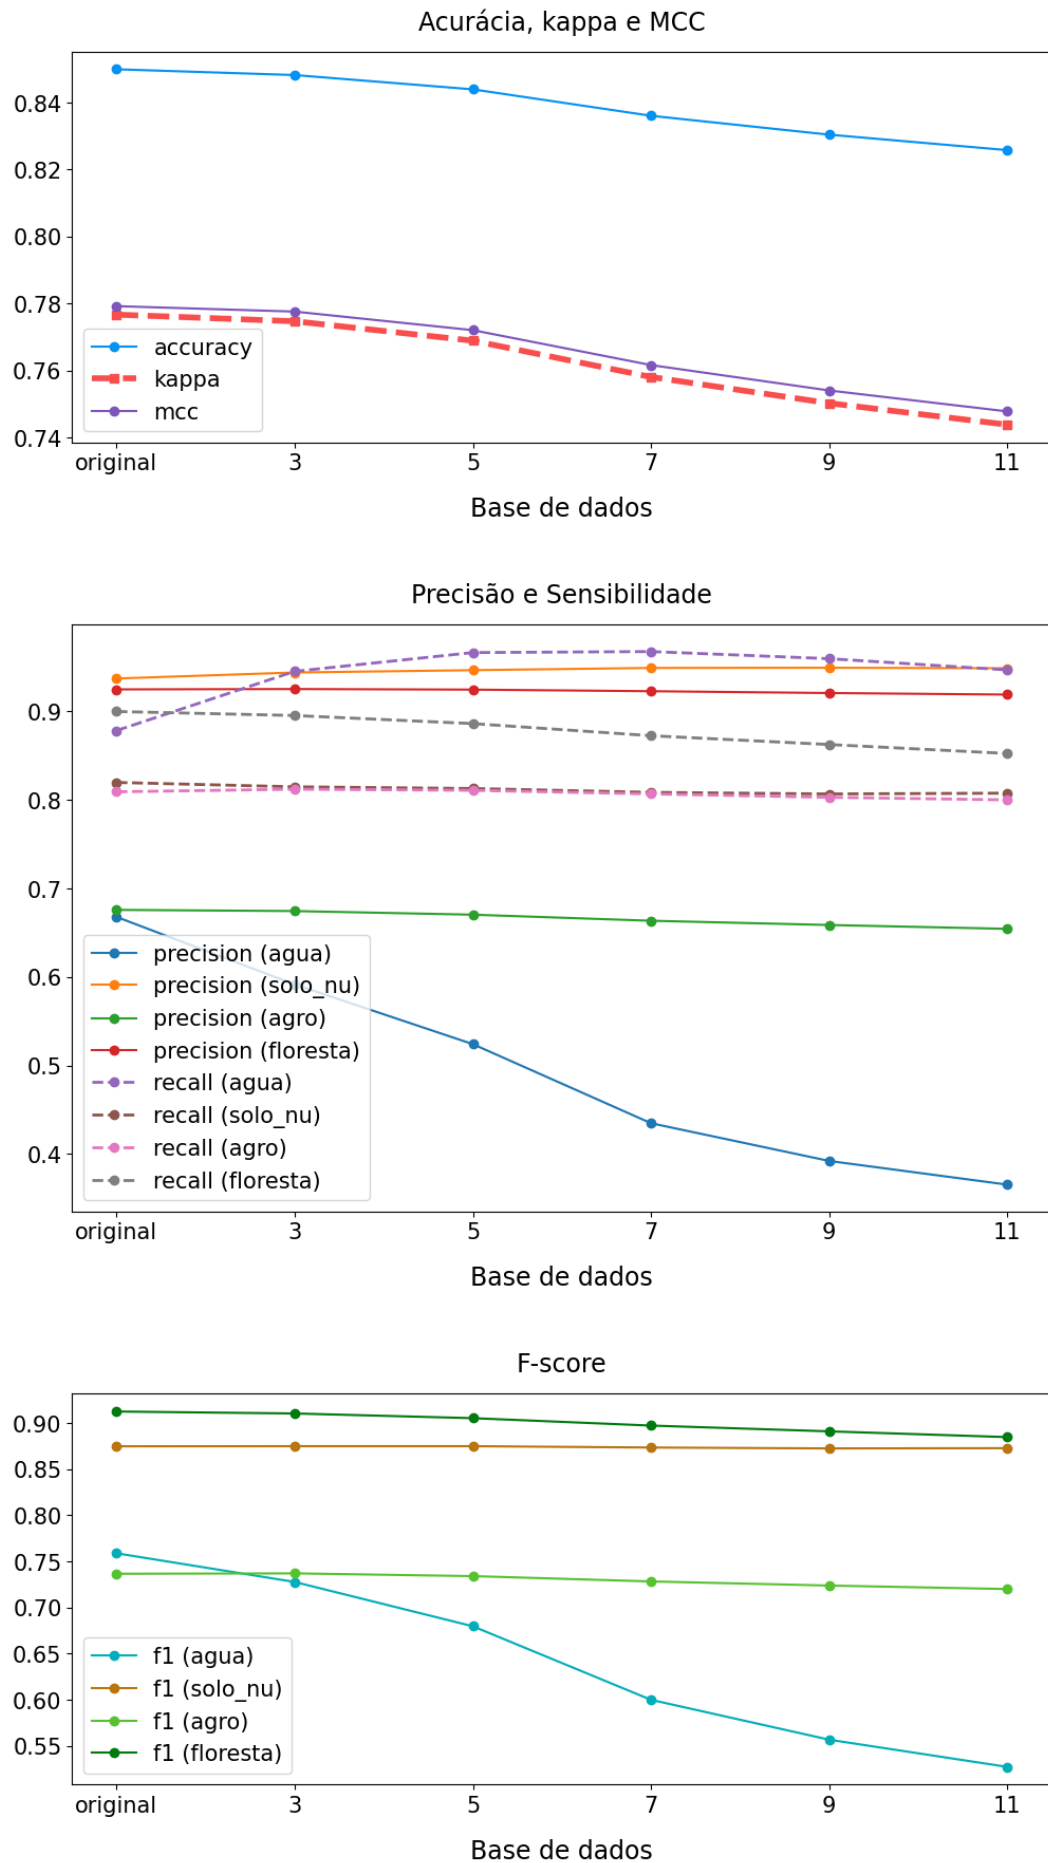 Acurácia, kappa e MCC
0.84
0.82
0.80
0.78
0.76
0.74
accuracy
kappa
mcc
original 3 5 7 9 11
Base de dados
Precisão e Sensibilidade
0.9
0.8
0.7
0.6
0.5
0.4
precision (agua)
precision (solo_nu)
precision (agro)
precision (floresta)
recall (agua)
recall (solo_nu)
recall (agro)
recall (floresta)
original 3 5 7 9 11
Base de dados
F-score
0.90
0.85
0.80
0.75
0.70
0.65
0.60
0.55
f1 (agua)
f1 (solo_nu)
f1 (agro)
f1 (floresta)
original 3 5 7 9 11
Base de dados